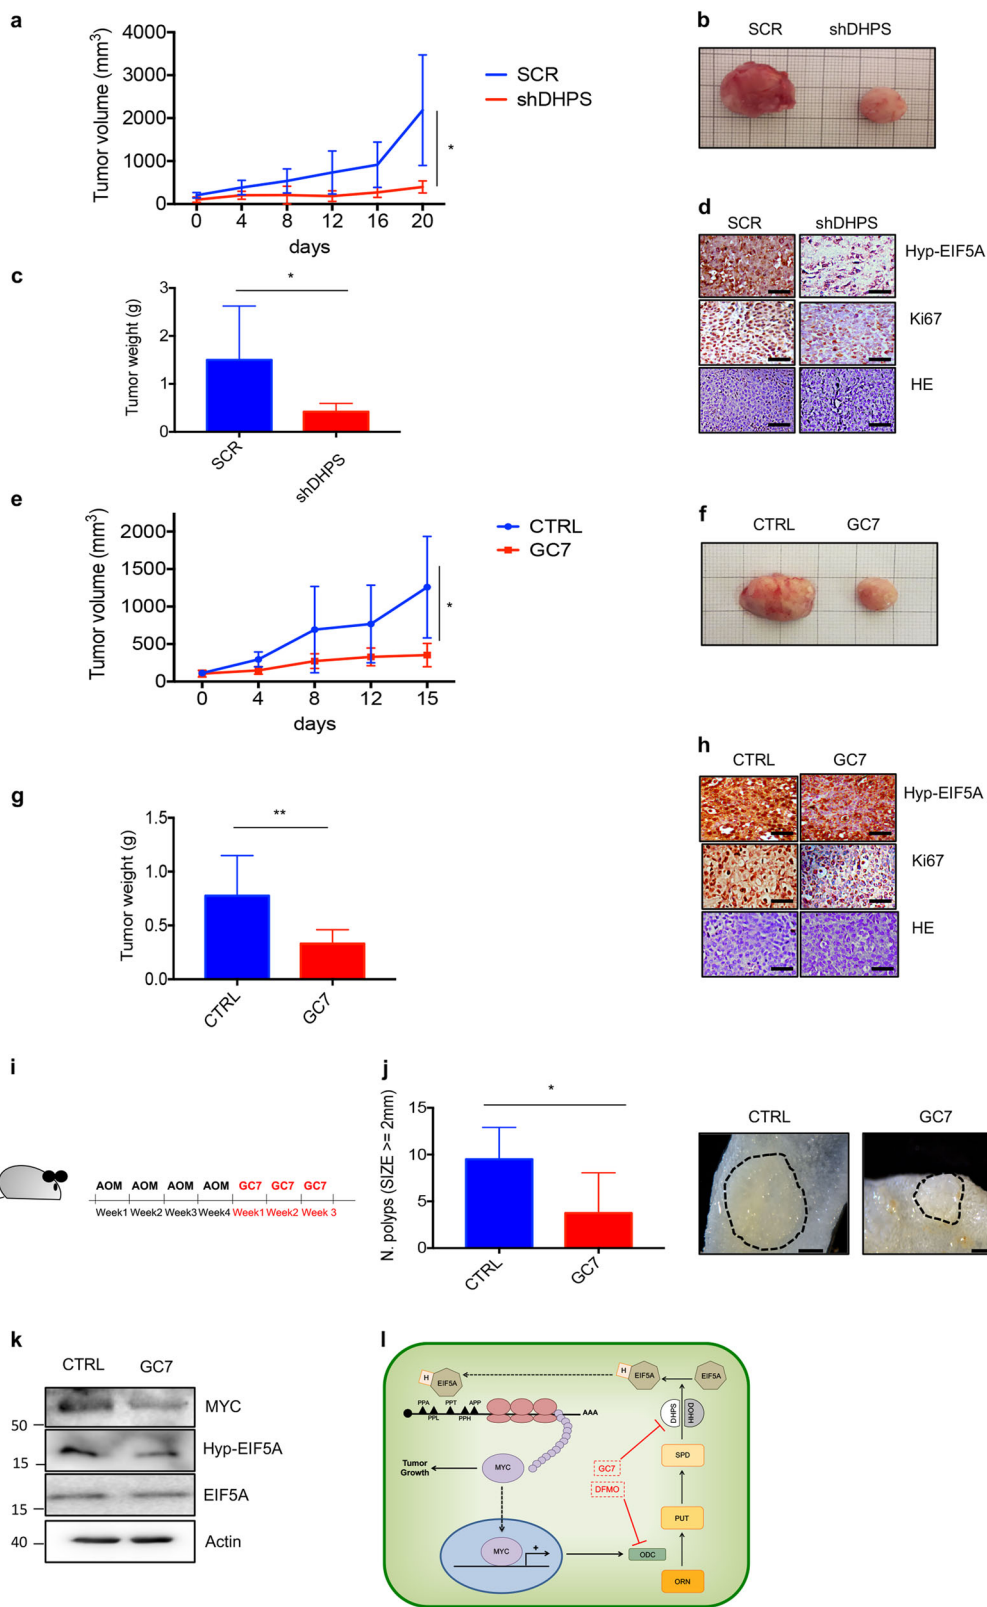 a
Tumor volume (mm³)
4000
3000
2000
1000
0
0 4 8 12 16 20
days
SCR
shDHPS
*
b
SCR shDHPS
c
Tumor weight (g)
3
2
1
0
*
SCR
shDHPS
d
SCR shDHPS
Hyp-EIF5A
Ki67
HE
e
Tumor volume (mm³)
2000
1500
1000
500
0
0 4 8 12 15
days
CTRL
GC7
*
f
CTRL GC7
g
Tumor weight (g)
1.5
1.0
0.5
0.0
**
CTRL
GC7
h
CTRL GC7
Hyp-EIF5A
Ki67
HE
i
AOM AOM AOM AOM GC7 GC7 GC7
Week1 Week2 Week3 Week4 Week1 Week2 Week 3
j
N. polyps (SIZE >= 2mm)
15
10
5
0
*
CTRL
GC7
CTRL GC7
k
CTRL GC7
MYC
50
Hyp-EIF5A
15
EIF5A
15
40
Actin
l
H EIF5A
H EIF5A
EIF5A
PPA PPT APP
PPL PPH
AAA
DHPS DOHH
Tumor
Growth
MYC
GC7
DFMO
SPD
PUT
MYC
+
ODC
ORN